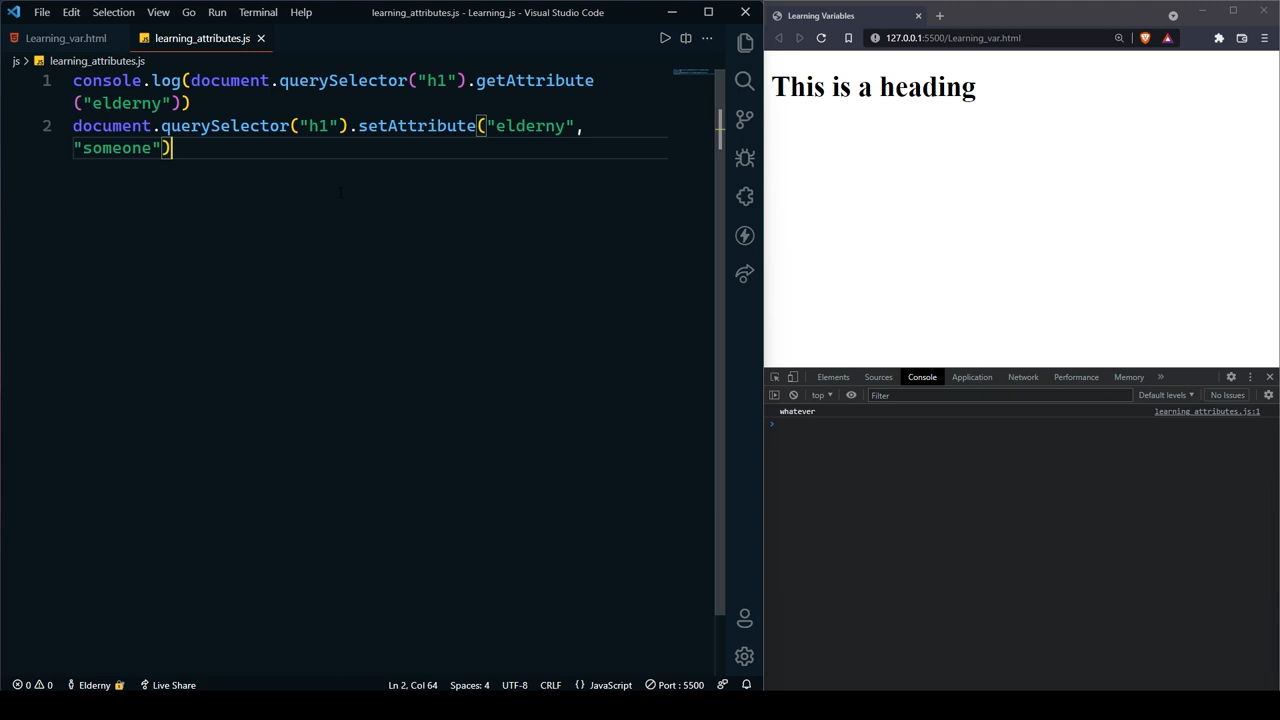 File Edit Selection View Go Run Terminal Help learning_attributes.js - Learning_js - Visual Studio Code
Learning_var.html learning_attributes.js
js > learning_attributes.js
1 console.log(document.querySelector("h1").getAttribute
("elderny"))
2 document.querySelector("h1").setAttribute("elderny",
"someone")
0 0 Elderny Live Share Ln 2, Col 64 Spaces: 4 UTF-8 CRLF {} JavaScript Port : 5500
Learning Variables
127.0.0.1:5500/Learning_var.html
This is a heading
Elements Sources Console Application Network Performance Memory »
top Filter Default levels No Issues
whatever learning_attributes.js:1